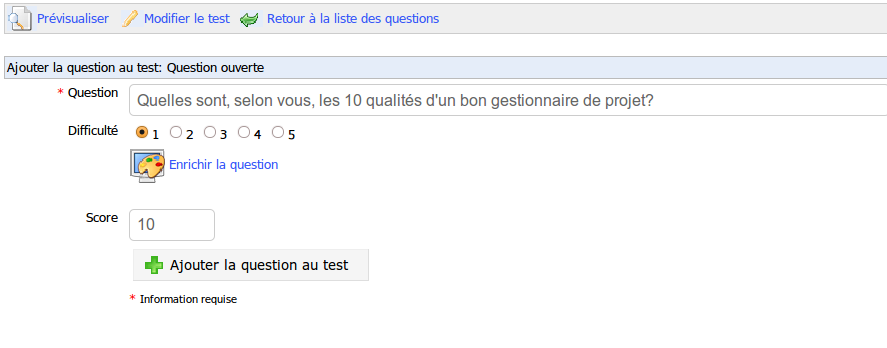 Prévisualiser Modifier le test Retour à la liste des questions
Ajouter la question au test: Question ouverte
* Question Quelles sont, selon vous, les 10 qualités d'un bon gestionnaire de projet?
Difficulté 1 2 3 4 5
Enrichir la question
Score 10
Ajouter la question au test
* Information requise